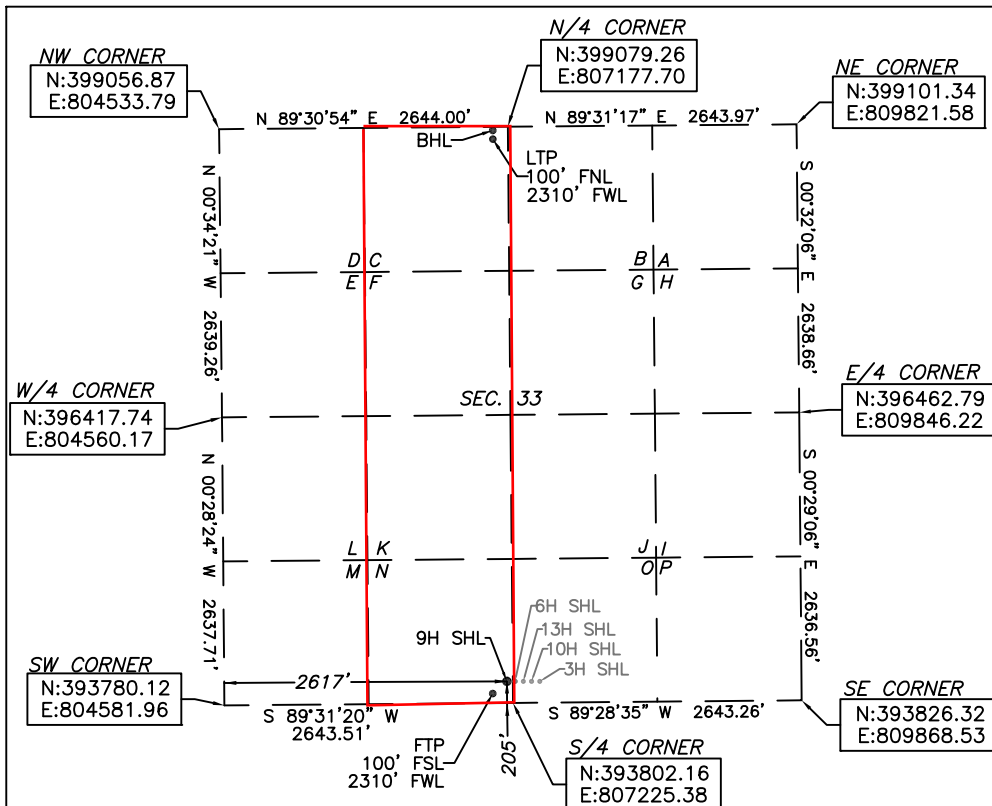 N/4 CORNER
N:399079.26
E:807177.70
NW CORNER
N:399056.87
E:804533.79
NE CORNER
N:399101.34
E:809821.58
N 89°30'54" E 2644.00'
N 89°31'17" E 2643.97'
BHL
LTP
100' FNL
2310' FWL
N 00°34'21" W 2639.26'
S 00°32'06" E 2638.66'
D C
E F
B A
G H
W/4 CORNER
N:396417.74
E:804560.17
SEC. 33
E/4 CORNER
N:396462.79
E:809846.22
N 00°28'24" W 2637.71'
S 00°29'06" E 2636.56'
L K
M N
J I
O P
6H SHL
13H SHL
10H SHL
3H SHL
9H SHL
SW CORNER
N:393780.12
E:804581.96
2617'
SE CORNER
N:393826.32
E:809868.53
S 89°31'20" W
2643.51'
S 89°28'35" W 2643.26'
FTP
100' FSL
2310' FWL
205'
S/4 CORNER
N:393802.16
E:807225.38